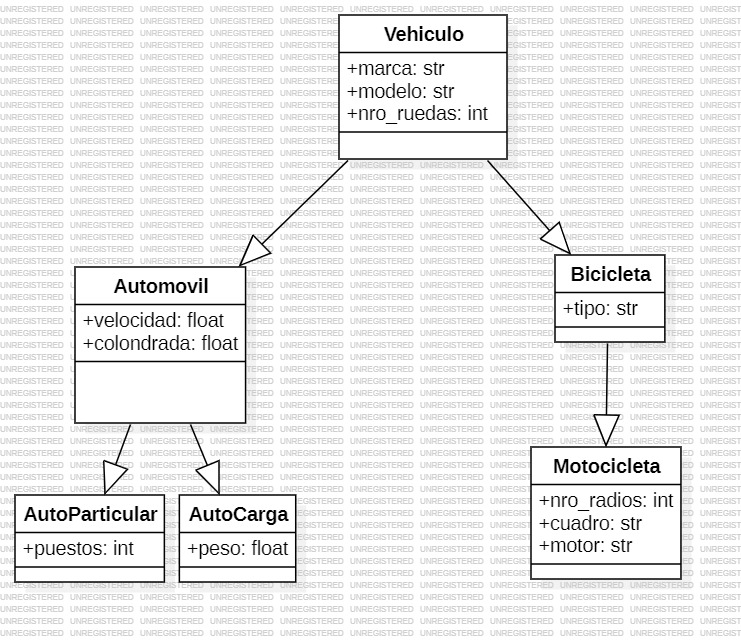 Vehiculo
+marca: str
+modelo: str
+nro_ruedas: int
Automovil
+velocidad: float
+colondrada: float
Bicicleta
+tipo: str
AutoParticular
+puestos: int
AutoCarga
+peso: float
Motocicleta
+nro_radios: int
+cuadro: str
+motor: str
UNREGISTERED